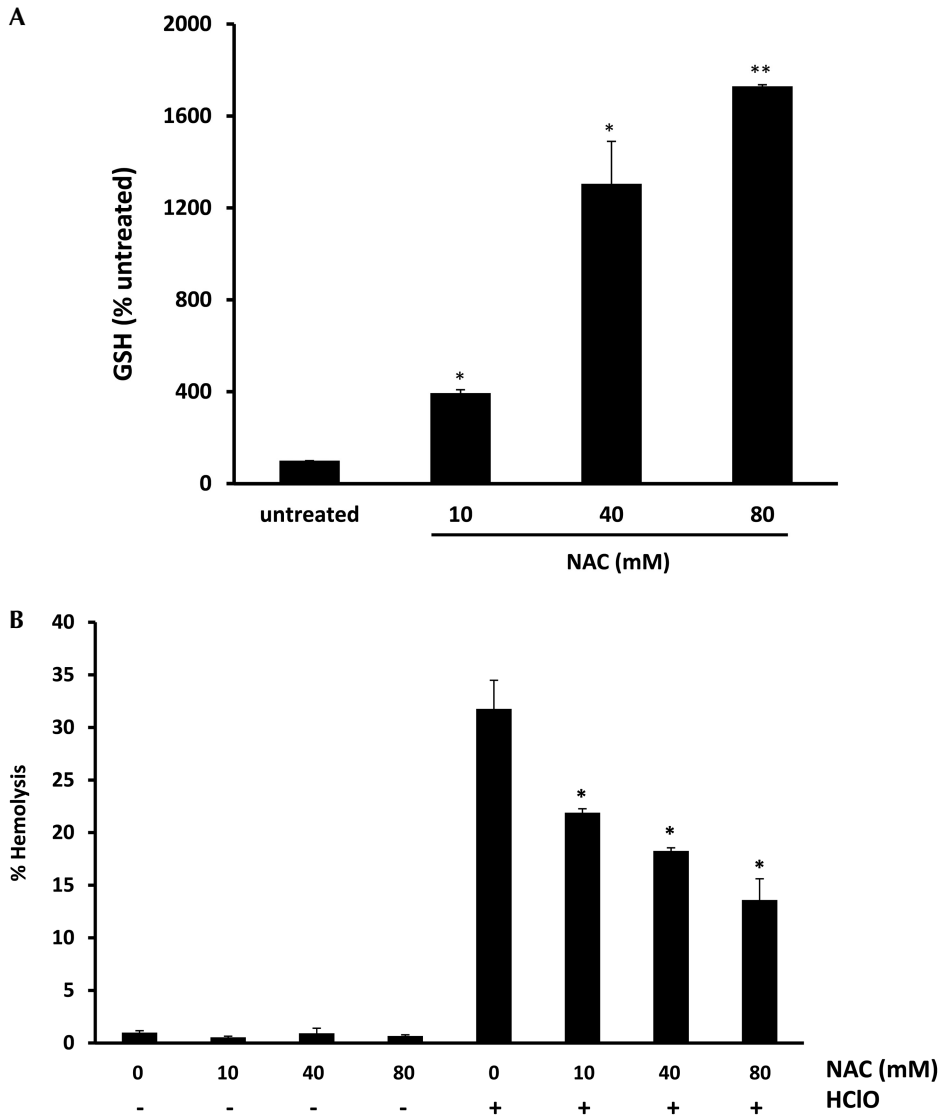 A
2000
1600
1200
800
400
0
GSH (% untreated)
*
*
**
untreated 10 40 80
NAC (mM)
B
40
35
30
25
20
15
10
5
0
% Hemolysis
*
*
*
0 10 40 80 0 10 40 80 NAC (mM)
- - - - + + + + HClO